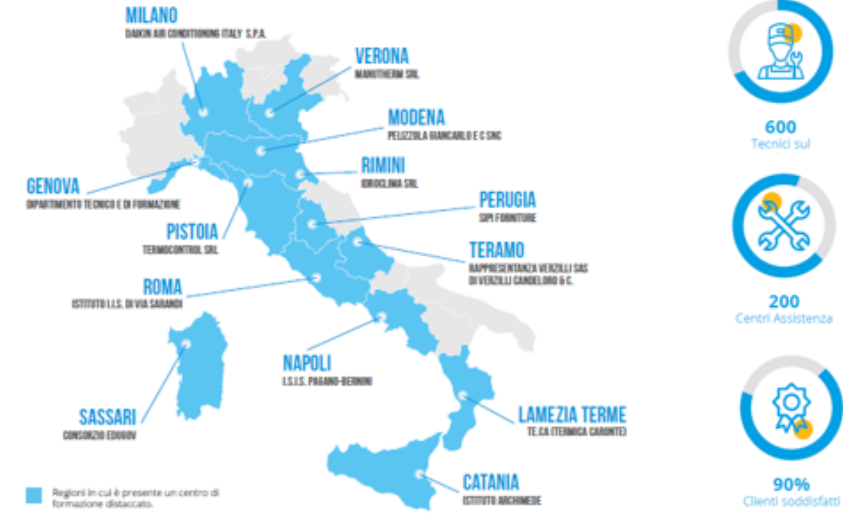 MILANO
DAIKIN AIR CONDITIONING ITALY S.P.A.
VERONA
MANUTHERM SRL
MODENA
PELIZZOLA GIANCARLO E C SNC
RIMINI
IDROCLIMA SRL
GENOVA
DIPARTIMENTO TECNICO E DI FORMAZIONE
PERUGIA
SIPI FORNITURE
PISTOIA
TERMOCONTROL SRL
TERAMO
RAPPRESENTANZA VERZILLI SAS
DI VERZILLI CANDELORO & C.
ROMA
ISTITUTO I.I.S. DI VIA SARANDI
NAPOLI
I.S.I.S. PAGANO-BERNINI
SASSARI
CONSORZIO EDUGOV
LAMEZIA TERME
TE.CA (TERMICA CARONTE)
CATANIA
ISTITUTO ARCHIMEDE
Regioni in cui è presente un centro di
formazione distaccato.
600
Tecnici sul
200
Centri Assistenza
90%
Clienti soddisfatti